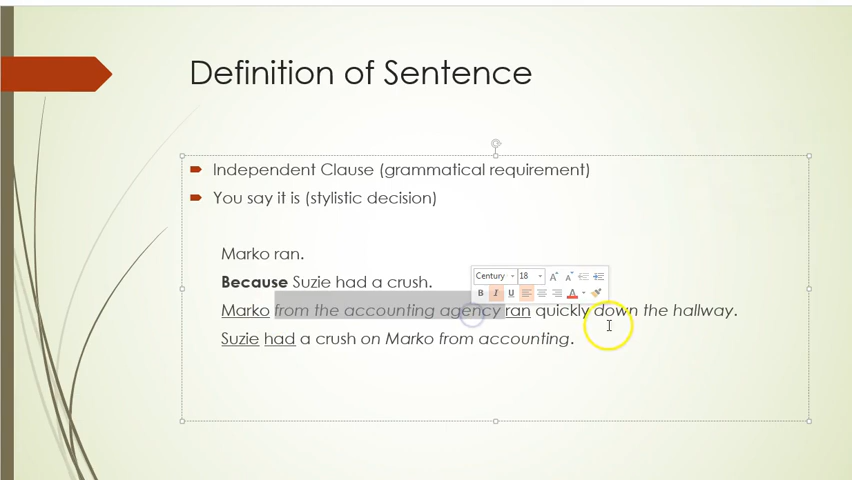 Definition of Sentence
Independent Clause (grammatical requirement)
You say it is (stylistic decision)
Marko ran.
Because Suzie had a crush.
Century 18 A A
B I U A
Marko from the accounting agency ran quickly down the hallway.
Suzie had a crush on Marko from accounting.